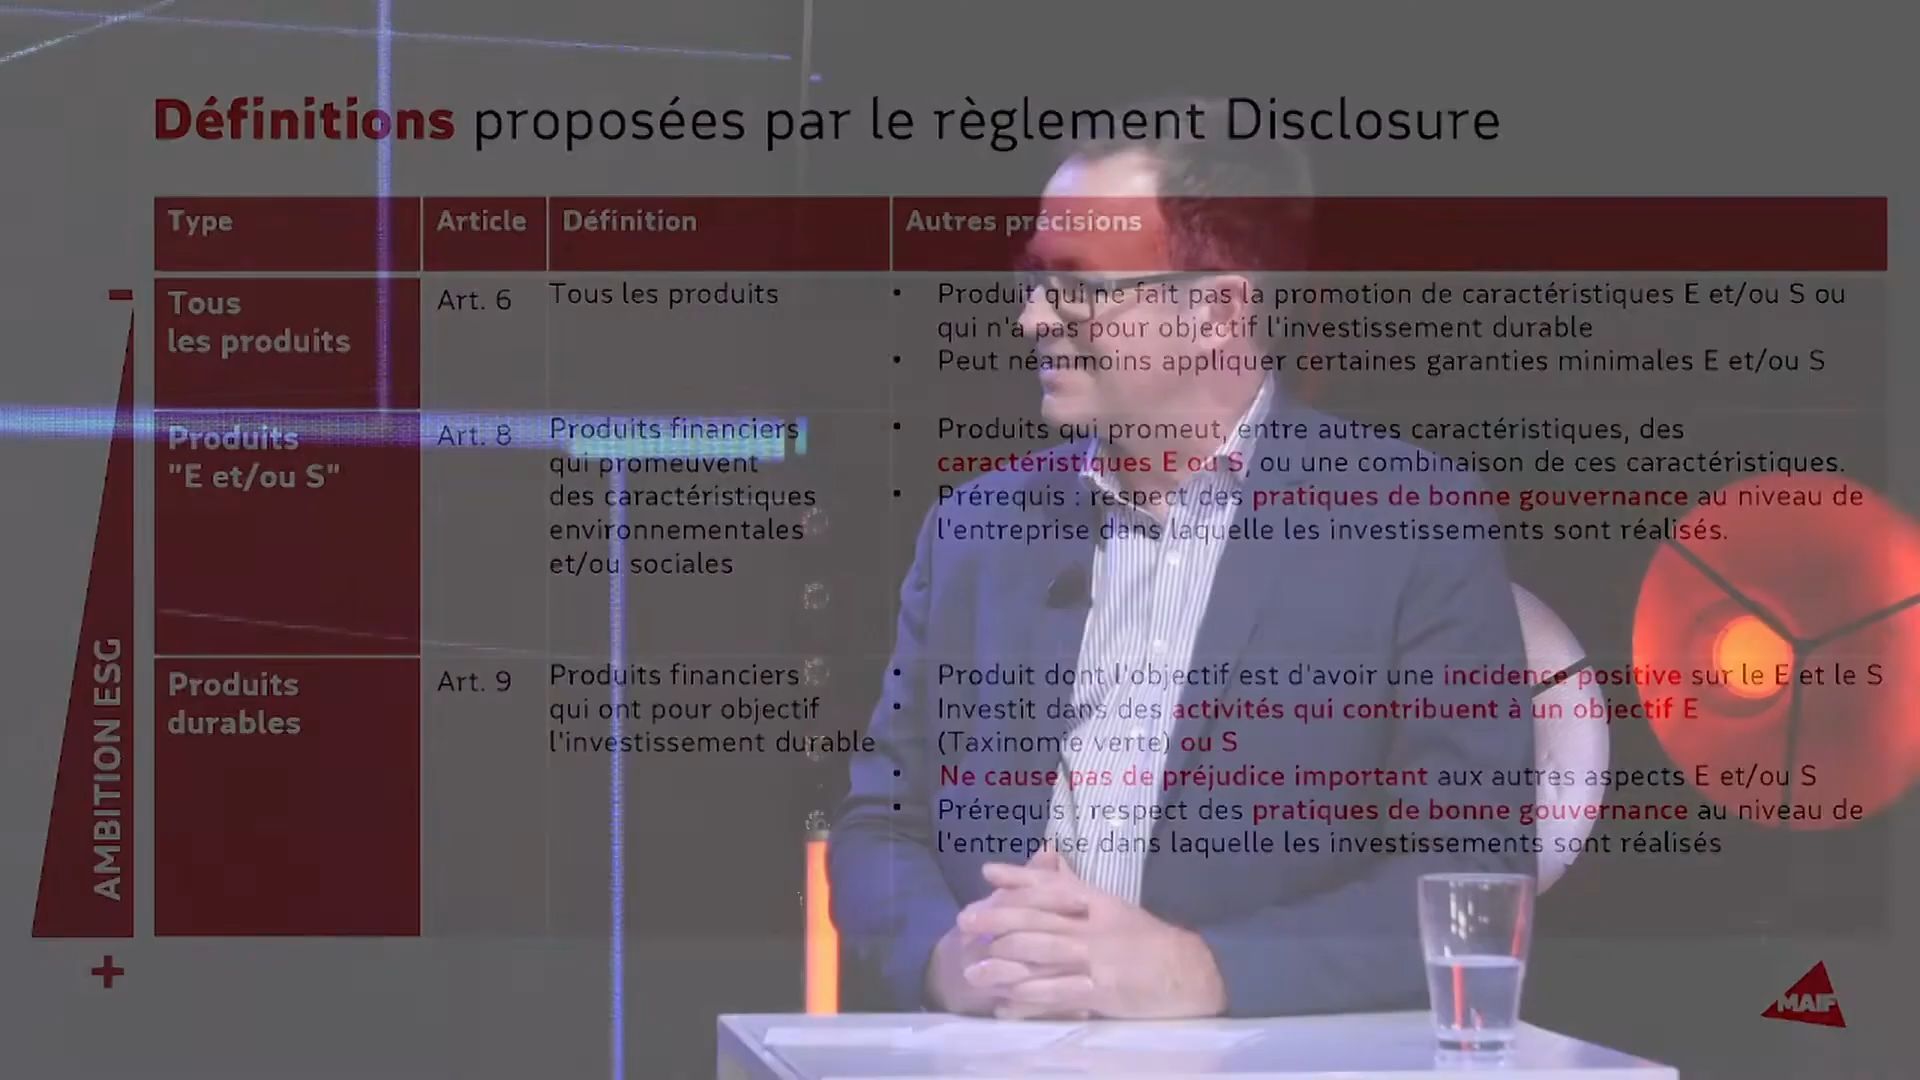 Définitions proposées par le règlement Disclosure
Type Article Définition Autres précisions
Tous
les produits
Art. 6
Tous les produits
• Produit qui ne fait pas la promotion de caractéristiques E et/ou S ou
qui n'a pas pour objectif l'investissement durable
• Peut néanmoins appliquer certaines garanties minimales E et/ou S
Produits
"E et/ou S"
Art. 8
Produits financiers
qui promeuvent
des caractéristiques
environnementales
et/ou sociales
• Produits qui promeut, entre autres caractéristiques, des
caractéristiques E ou S, ou une combinaison de ces caractéristiques.
• Prérequis : respect des pratiques de bonne gouvernance au niveau de
l'entreprise dans laquelle les investissements sont réalisés.
Produits
durables
Art. 9
Produits financiers
qui ont pour objectif
l'investissement durable
• Produit dont l'objectif est d'avoir une incidence positive sur le E et le S
• Investit dans des activités qui contribuent à un objectif E
(Taxinomie verte) ou S
• Ne cause pas de préjudice important aux autres aspects E et/ou S
• Prérequis : respect des pratiques de bonne gouvernance au niveau de
l'entreprise dans laquelle les investissements sont réalisés
-
AMBITION ESG
+
MAIF